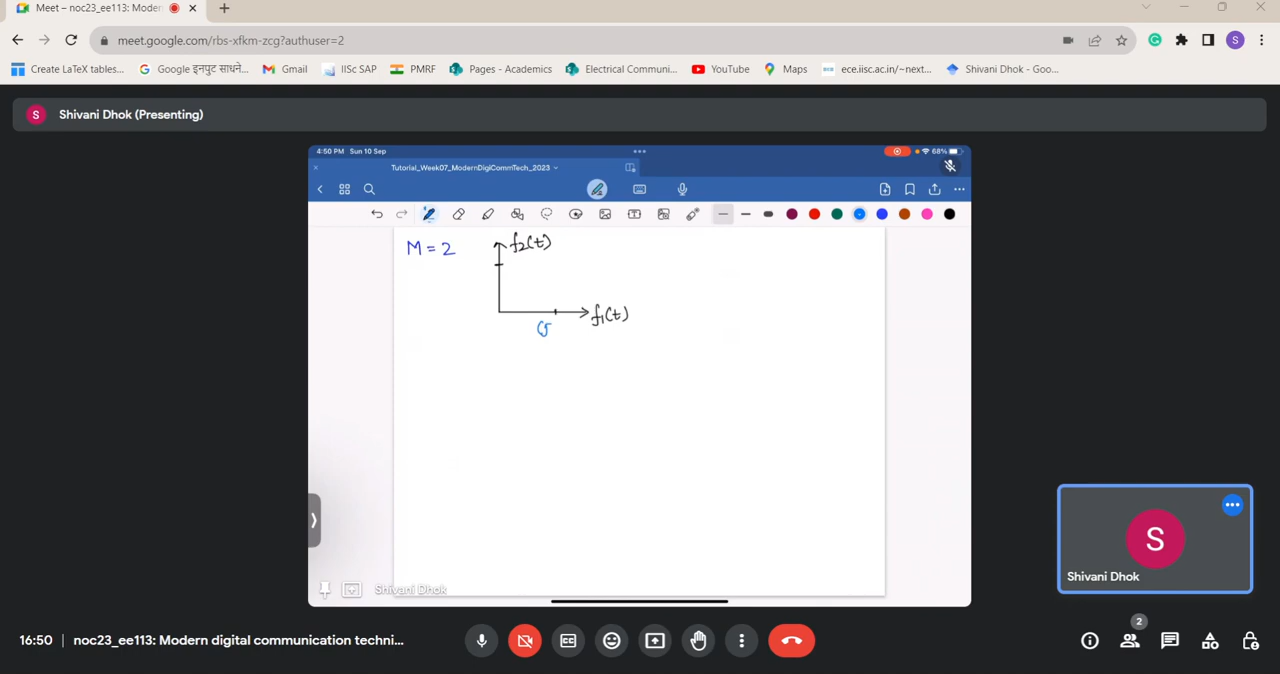 Meet – noc23_ee113: Modern
meet.google.com/rbs-xfkm-zcg?authuser=2
S
Create LaTeX tables... Google इनपुट साधने... Gmail IISc SAP PMRF Pages - Academics Electrical Communi... YouTube Maps ece.iisc.ac.in/~next... Shivani Dhok - Goo...
S Shivani Dhok (Presenting)
4:50 PM Sun 10 Sep 68%
Tutorial_Week07_ModernDigiCommTech_2023
M = 2
f2(t)
f1(t)
Shivani Dhok
S
Shivani Dhok
16:50 noc23_ee113: Modern digital communication techni...
2